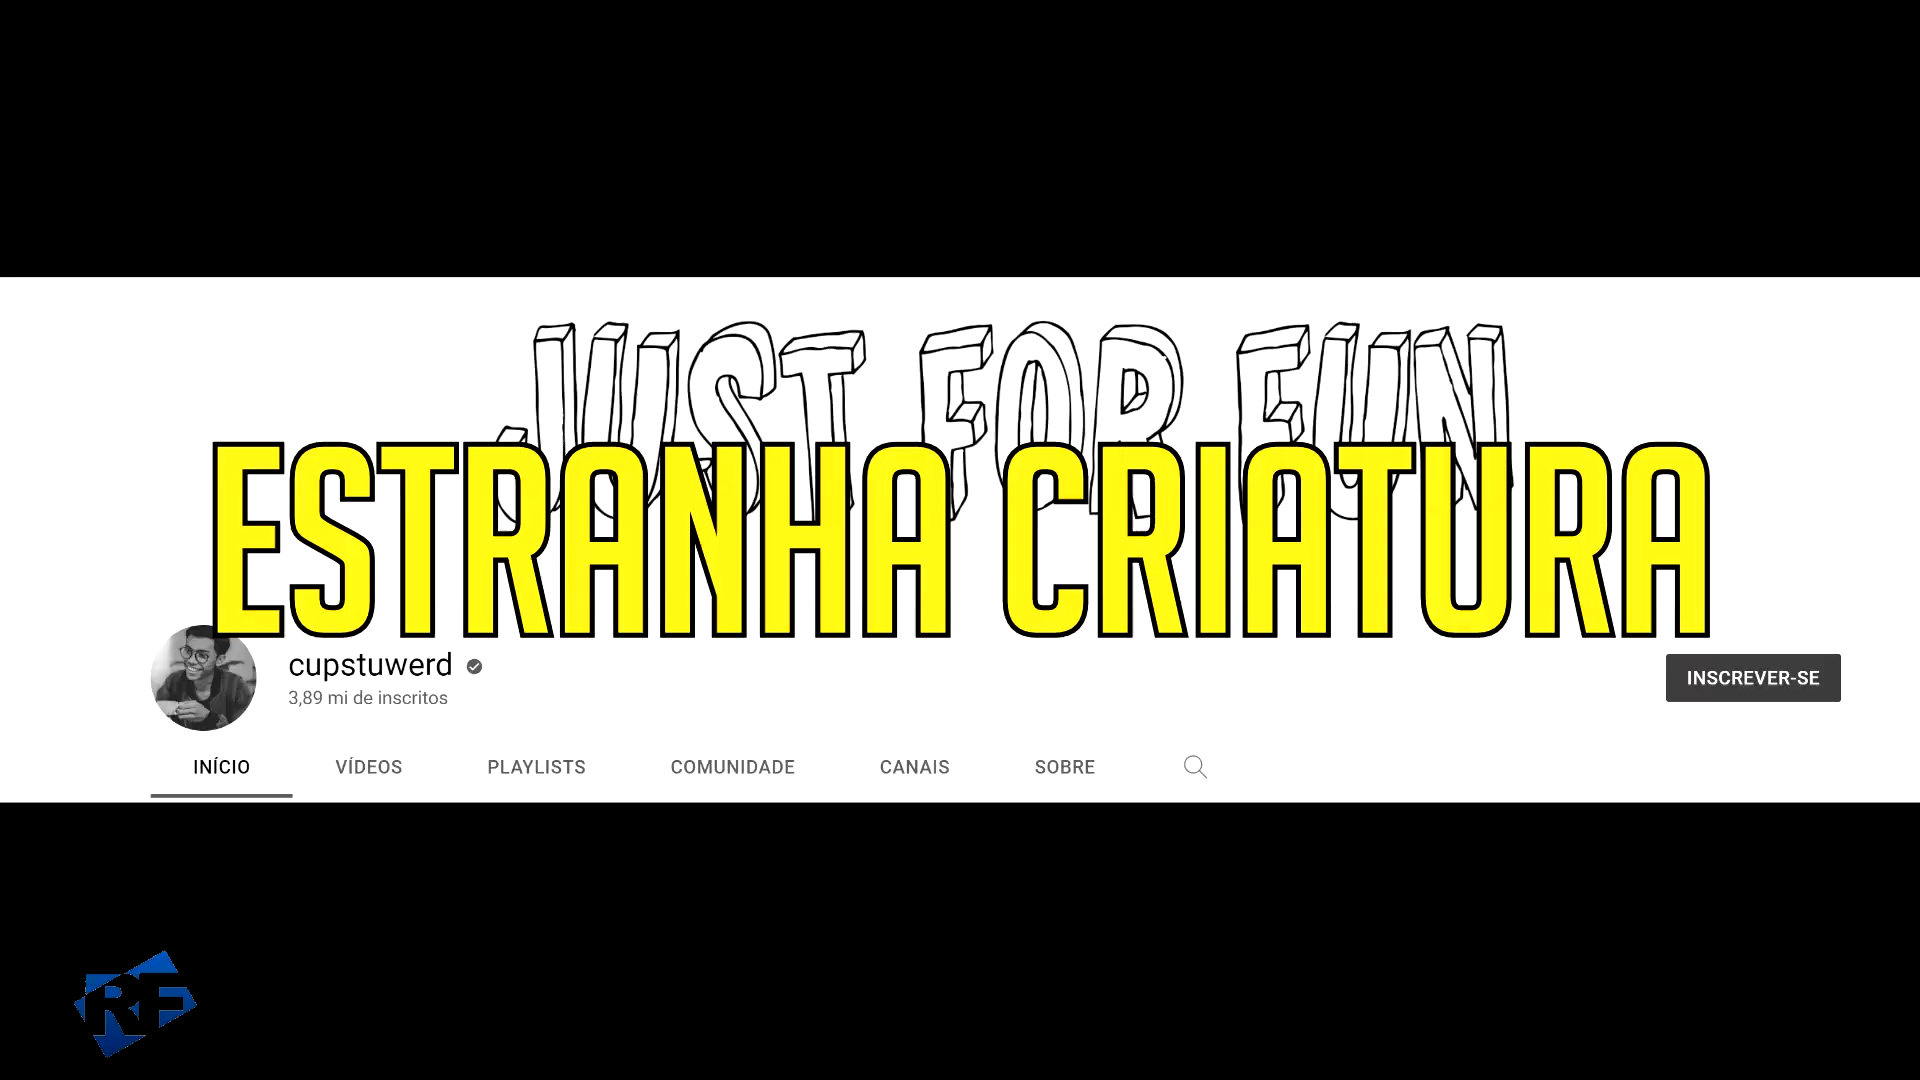 JUST FOR FUN
ESTRANHA CRIATURA
cupstuwerd
3,89 mi de inscritos
INSCREVER-SE
INÍCIO VÍDEOS PLAYLISTS COMUNIDADE CANAIS SOBRE
RF